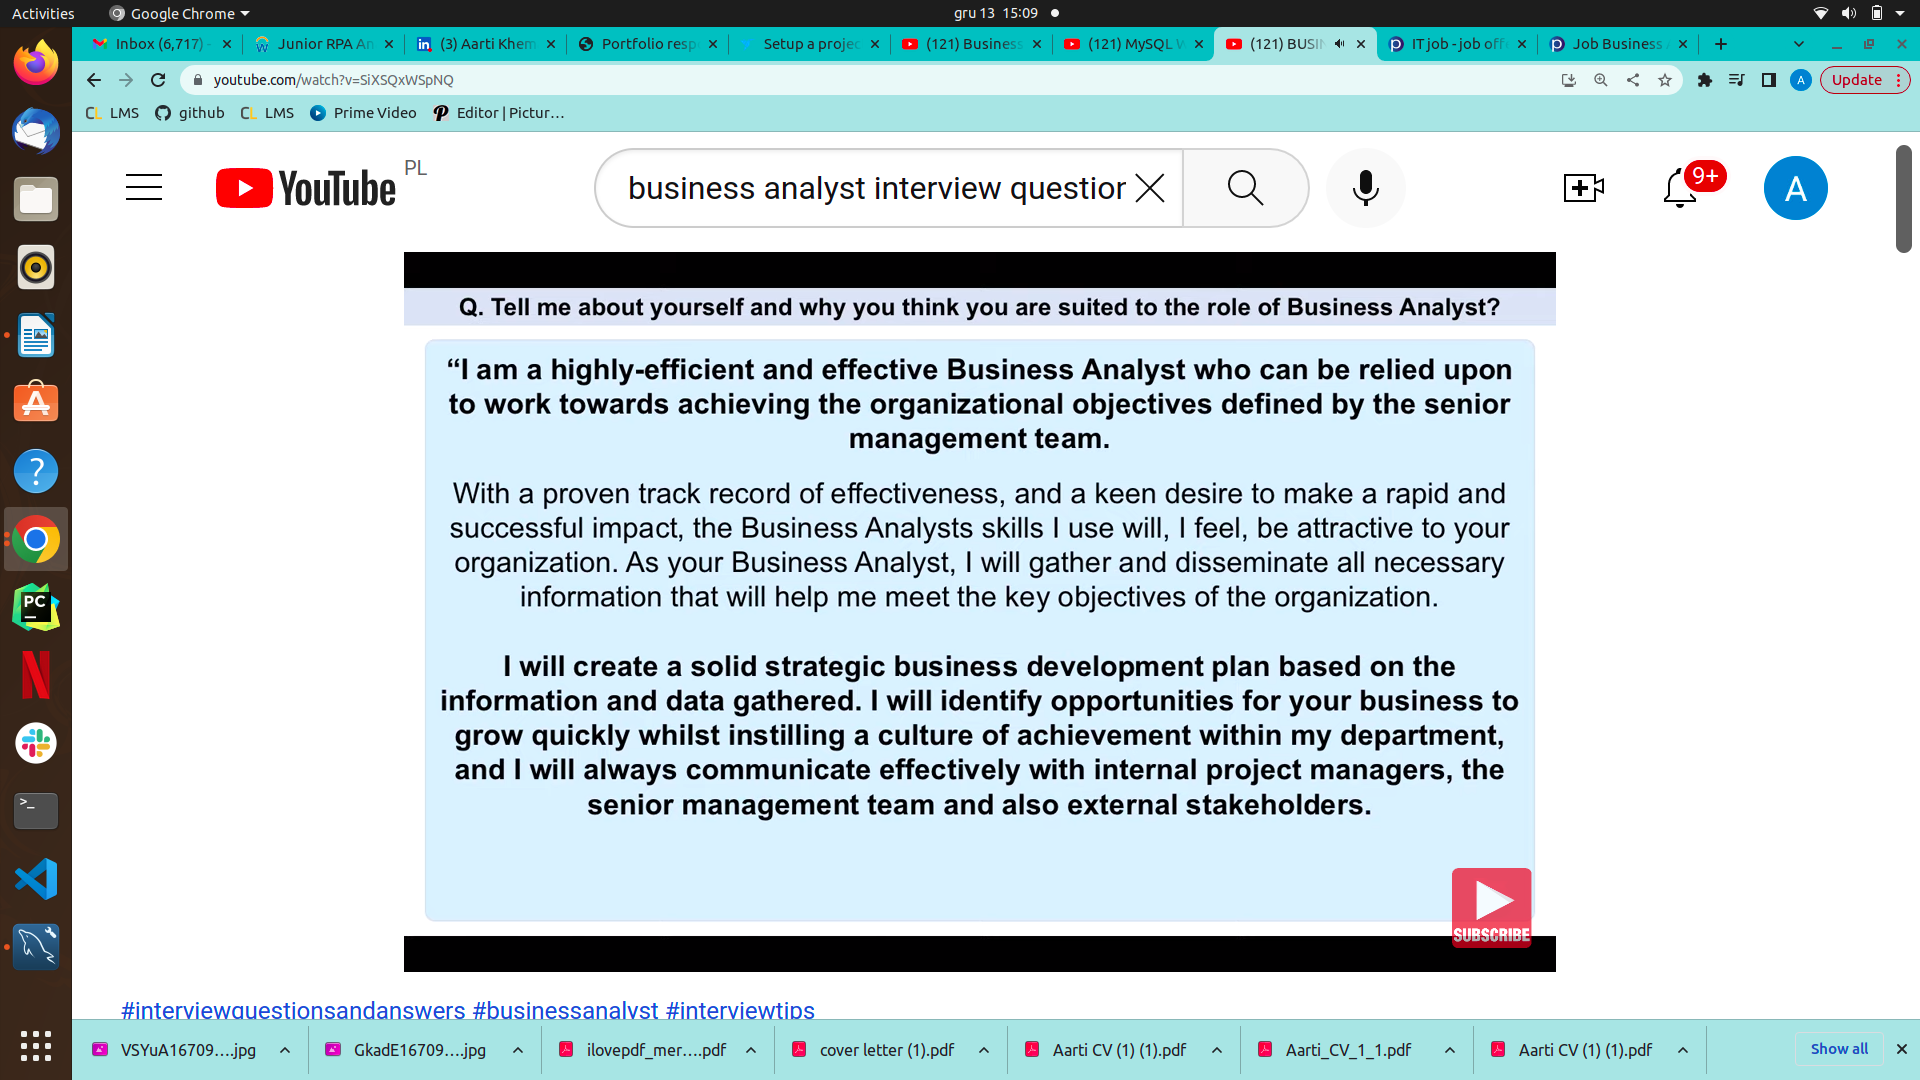 Activities
Google Chrome
gru 13 15:09
Inbox (6,717) -
Junior RPA An
(3) Aarti Khem
Portfolio resp
Setup a projec
(121) Business
(121) MySQL W
(121) BUSIN
IT job - job off
Job Business A
youtube.com/watch?v=SiXSQxWSpNQ
A
Update
LMS
github
LMS
Prime Video
Editor | Pictur…
YouTube
PL
business analyst interview question
9+
A
Q. Tell me about yourself and why you think you are suited to the role of Business Analyst?
“I am a highly-efficient and effective Business Analyst who can be relied upon
to work towards achieving the organizational objectives defined by the senior
management team.
With a proven track record of effectiveness, and a keen desire to make a rapid and
successful impact, the Business Analysts skills I use will, I feel, be attractive to your
organization. As your Business Analyst, I will gather and disseminate all necessary
information that will help me meet the key objectives of the organization.
I will create a solid strategic business development plan based on the
information and data gathered. I will identify opportunities for your business to
grow quickly whilst instilling a culture of achievement within my department,
and I will always communicate effectively with internal project managers, the
senior management team and also external stakeholders.
SUBSCRIBE
#interviewquestionsandanswers #businessanalyst #interviewtips
VSYuA16709….jpg
GkadE16709….jpg
ilovepdf_mer….pdf
cover letter (1).pdf
Aarti CV (1) (1).pdf
Aarti_CV_1_1.pdf
Aarti CV (1) (1).pdf
Show all